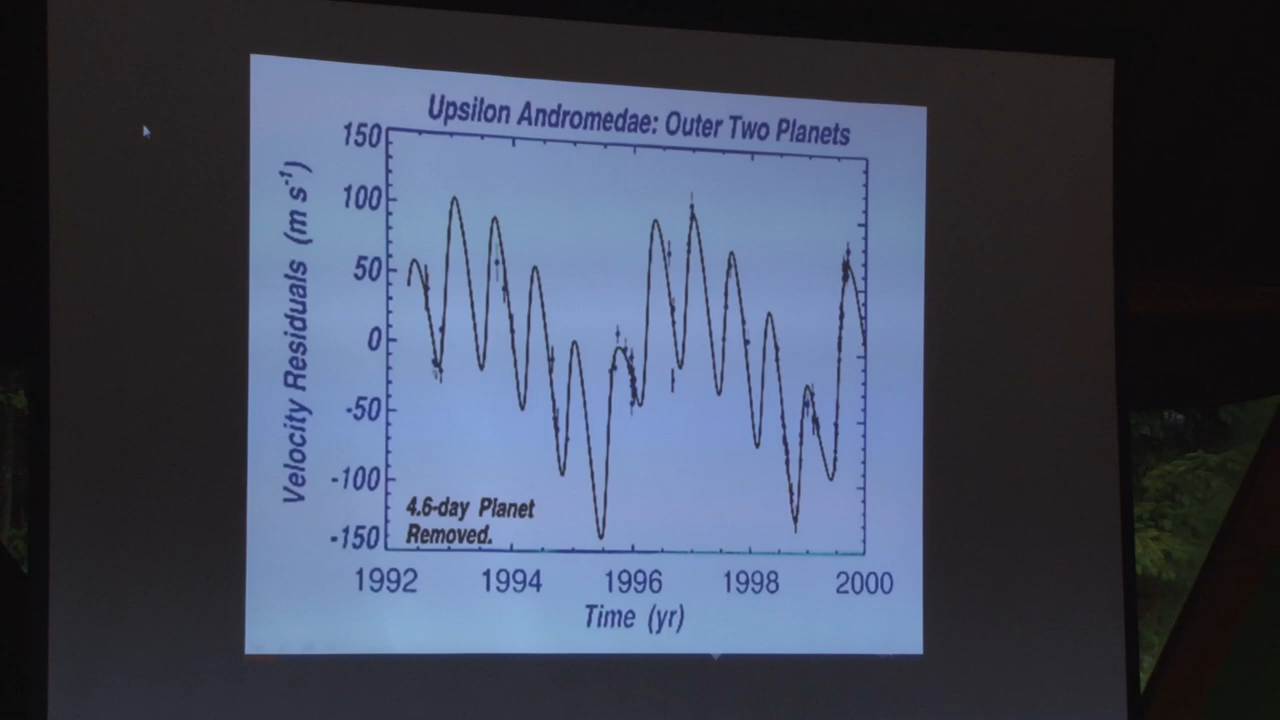 Upsilon Andromedae: Outer Two Planets
150
100
50
0
-50
-100
-150
Velocity Residuals (m s⁻¹)
4.6-day Planet
Removed.
1992 1994 1996 1998 2000
Time (yr)